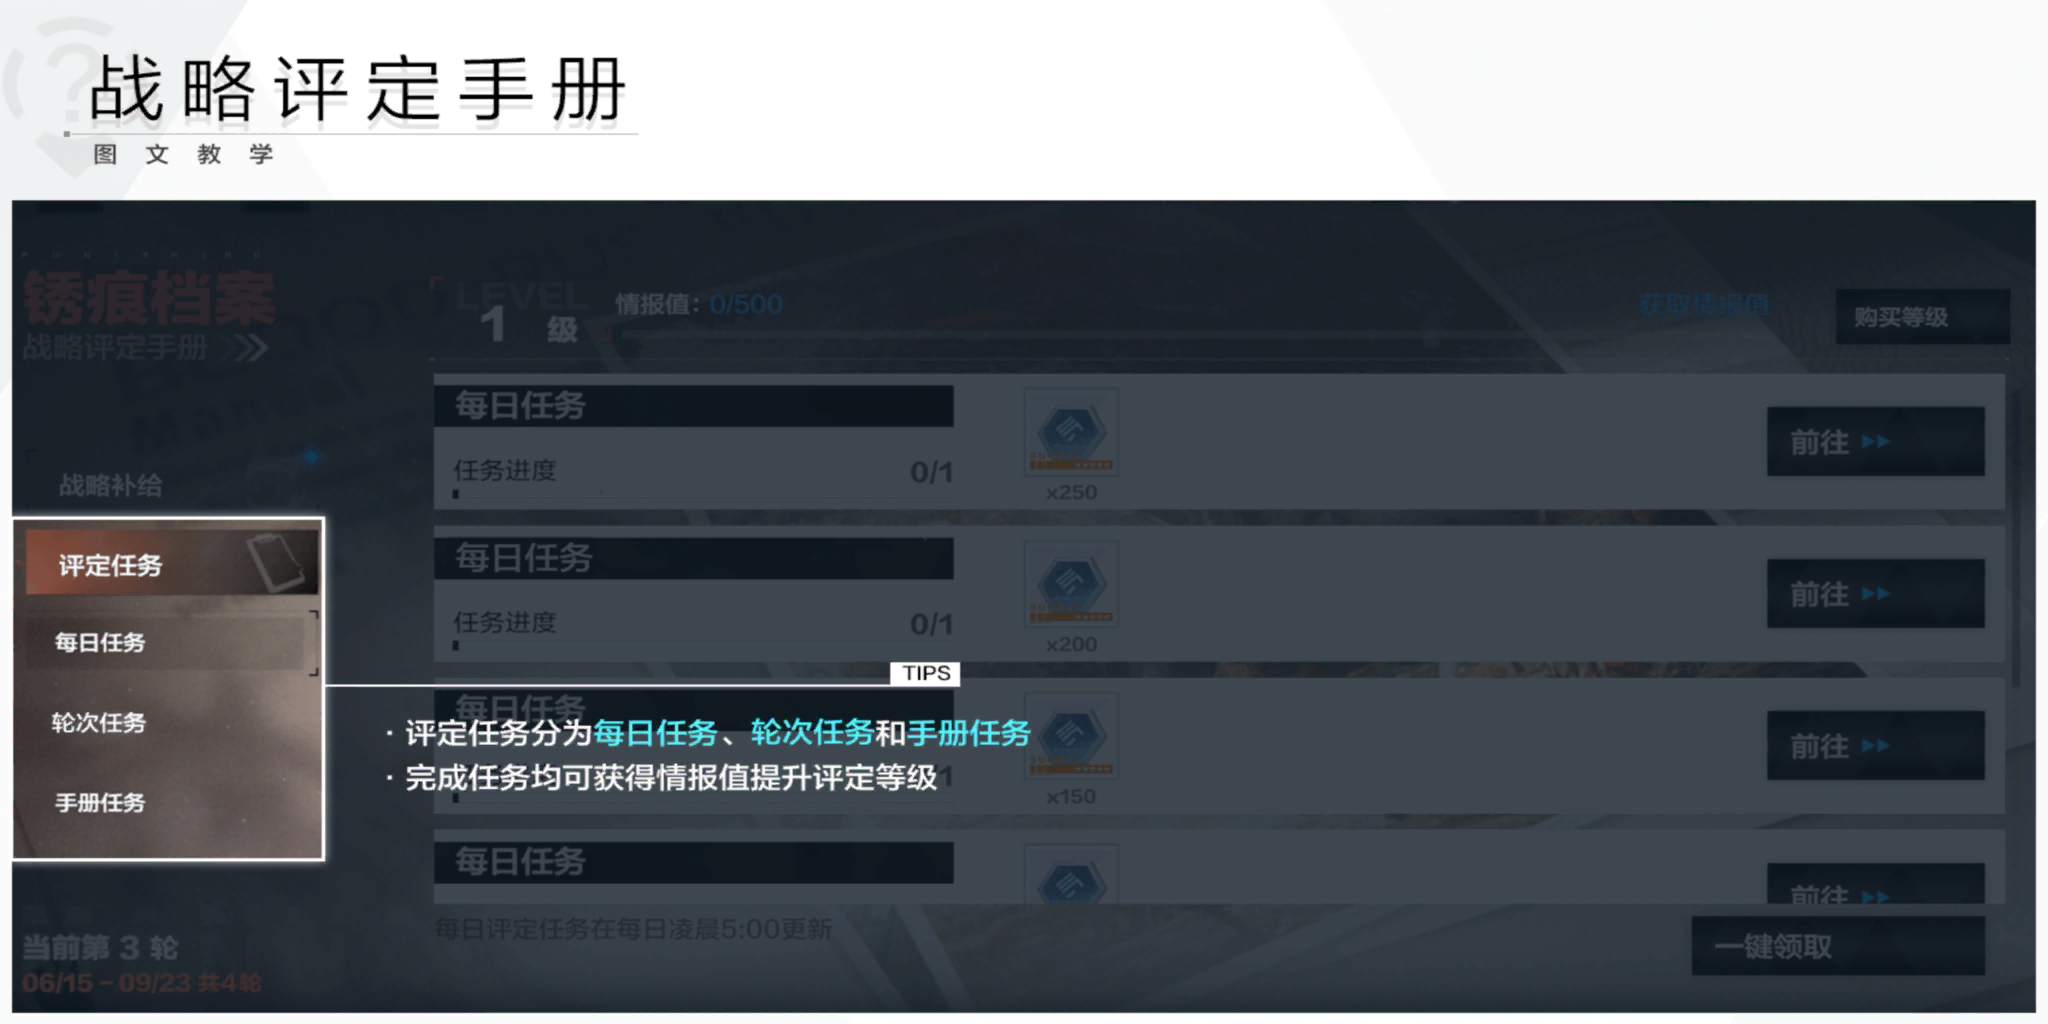 战略评定手册
图文教学
PUNISHING
锈痕档案
战略评定手册
LEVEL
1 级
情报值：0/500
获取情报值
购买等级
每日任务
任务进度 0/1
x250
前往
战略补给
评定任务
每日任务
轮次任务
手册任务
每日任务
任务进度 0/1
x200
前往
TIPS
每日任务
· 评定任务分为每日任务、轮次任务和手册任务
· 完成任务均可获得情报值提升评定等级
x150
前往
每日任务
前往
每日评定任务在每日凌晨5:00更新
一键领取
当前第 3 轮
06/15 - 09/23 共4轮